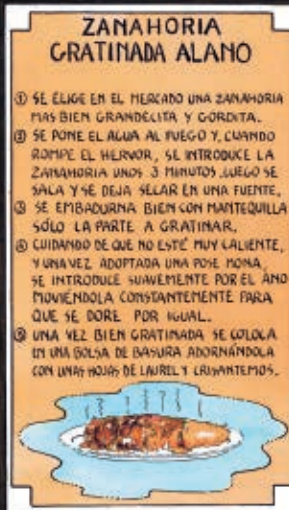 ZANAHORIA
GRATINADA ALANO
① SE ELIGE EN EL MERCADO UNA ZANAHORIA
MAS BIEN GRANDECITA Y GORDITA.
② SE PONE EL AGUA AL FUEGO Y, CUANDO
ROMPE EL HERVOR, SE INTRODUCE LA
ZANAHORIA UNOS 3 MINUTOS. LUEGO SE
SALA Y SE DEJA SECAR EN UNA FUENTE.
③ SE EMBADURNA BIEN CON MANTEQUILLA
SÓLO LA PARTE A GRATINAR.
④ CUIDANDO DE QUE NO ESTÉ MUY CALIENTE,
Y UNA VEZ ADOPTADA UNA POSE MONA,
SE INTRODUCE SUAVEMENTE POR EL ANO
MOVIÉNDOLA CONSTANTEMENTE PARA
QUE SE DORE POR IGUAL.
⑤ UNA VEZ BIEN GRATINADA SE COLOCA
EN UNA BOLSA DE BASURA ADORNÁNDOLA
CON UNAS HOJAS DE LAUREL Y CRISANTEMOS.